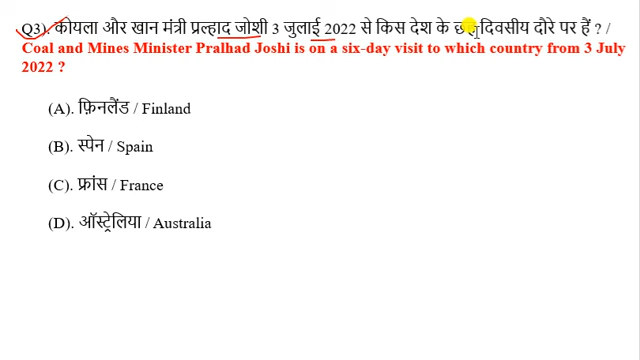 Q3). कोयला और खान मंत्री प्रल्हाद जोशी 3 जुलाई 2022 से किस देश के छह दिवसीय दौरे पर हैं ? /
Coal and Mines Minister Pralhad Joshi is on a six-day visit to which country from 3 July
2022 ?
(A). फ़िनलैंड / Finland
(B). स्पेन / Spain
(C). फ्रांस / France
(D). ऑस्ट्रेलिया / Australia